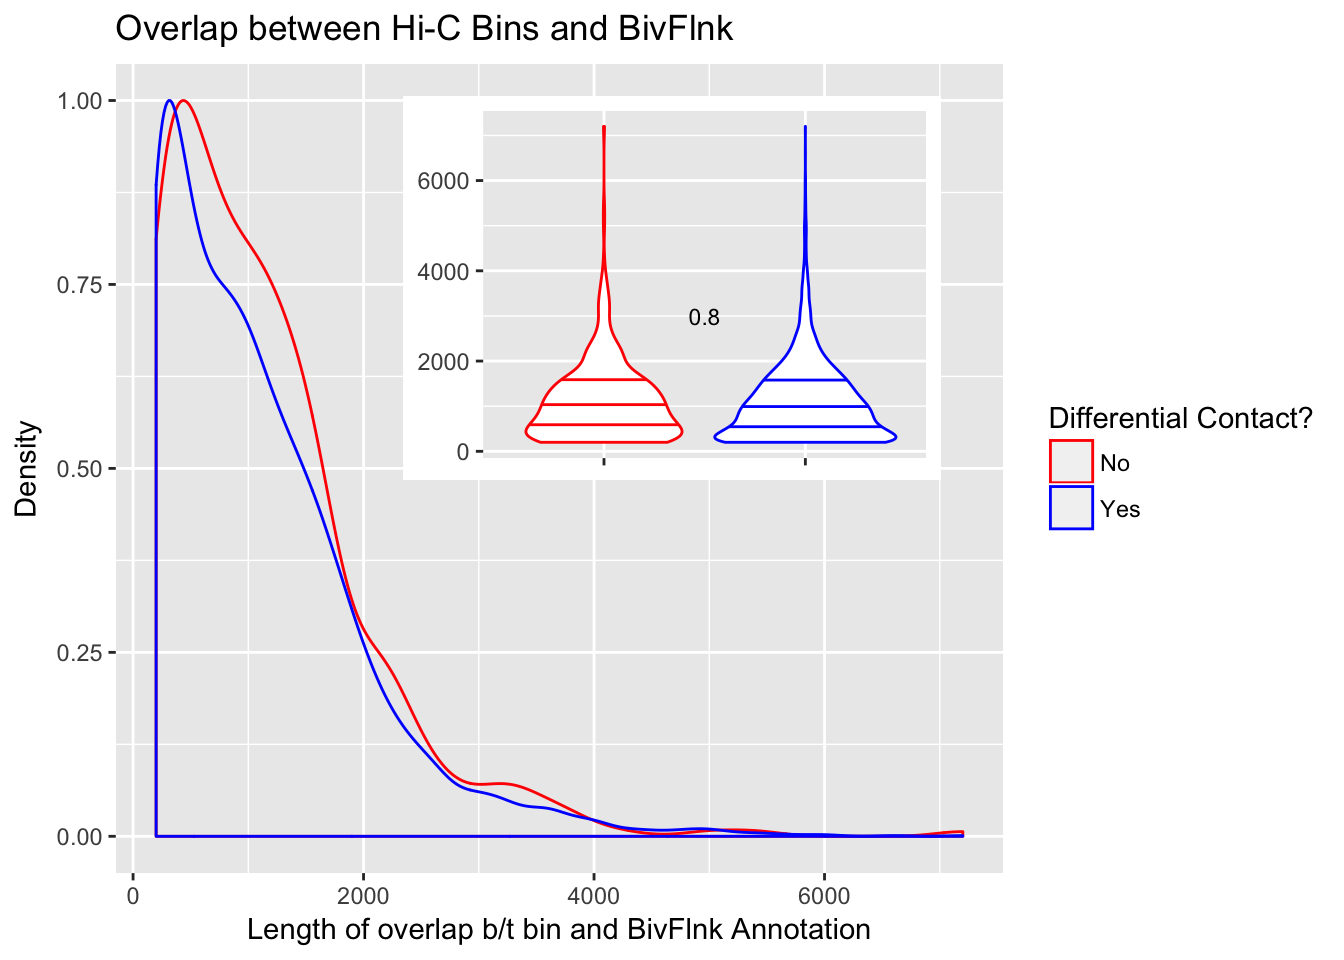 Overlap between Hi-C Bins and BivFlnk
1.00
0.75
0.50
0.25
0.00
Density
6000
4000
2000
0
0.8
Differential Contact?
No
Yes
0 2000 4000 6000
Length of overlap b/t bin and BivFlnk Annotation